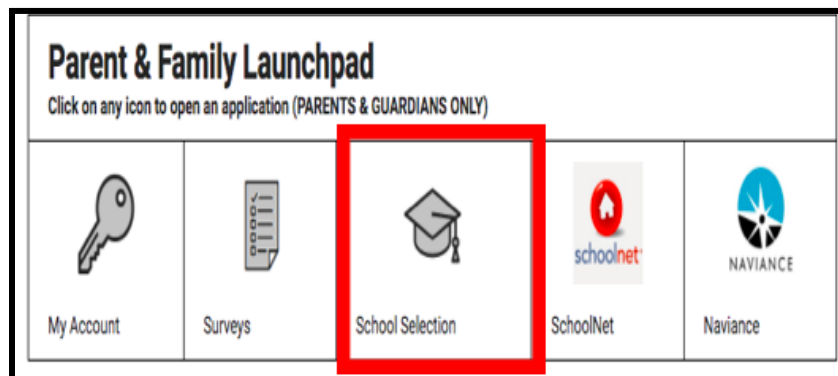 Parent & Family Launchpad
Click on any icon to open an application (PARENTS & GUARDIANS ONLY)
schoolnet
NAVIANCE
My Account
Surveys
School Selection
SchoolNet
Naviance